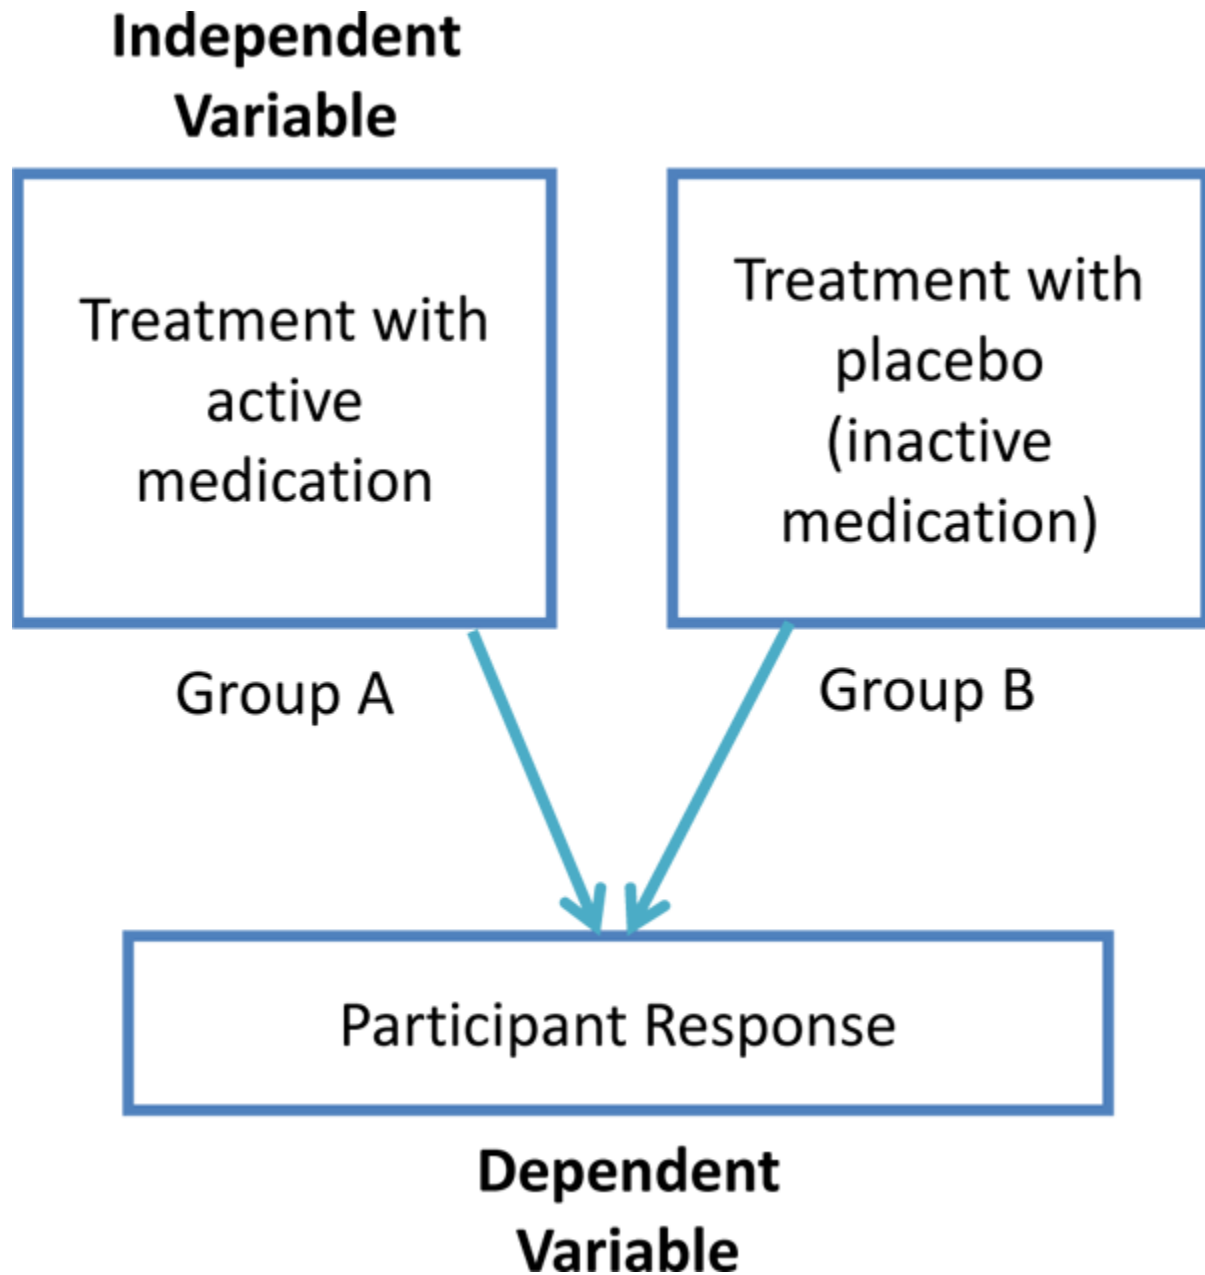 Independent
Variable
Treatment with
active
medication
Treatment with
placebo
(inactive
medication)
Group A
Group B
Participant Response
Dependent
Variable